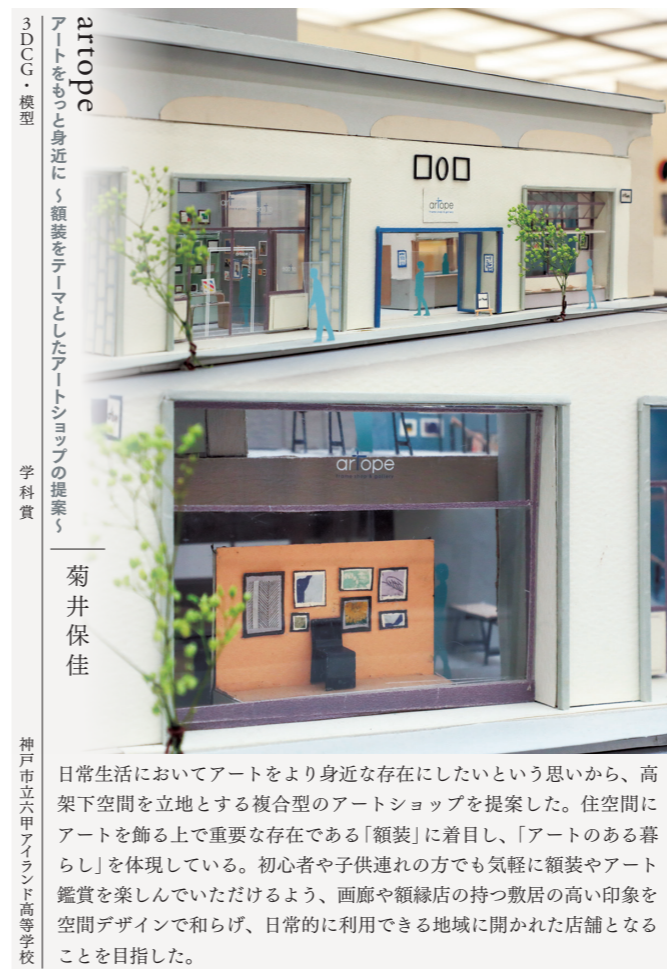 3DCG・模型
学科賞
神戸市立六甲アイランド高等学校
artope
アートをもっと身近に 〜額装をテーマとしたアートショップの提案〜
菊井保佳
artope
artope
日常生活においてアートをより身近な存在にしたいという思いから、高
架下空間を立地とする複合型のアートショップを提案した。住空間に
アートを飾る上で重要な存在である「額装」に着目し、「アートのある暮
らし」を体現している。初心者や子供連れの方でも気軽に額装やアート
鑑賞を楽しんでいただけるよう、画廊や額縁店の持つ敷居の高い印象を
空間デザインで和らげ、日常的に利用できる地域に開かれた店舗となる
ことを目指した。